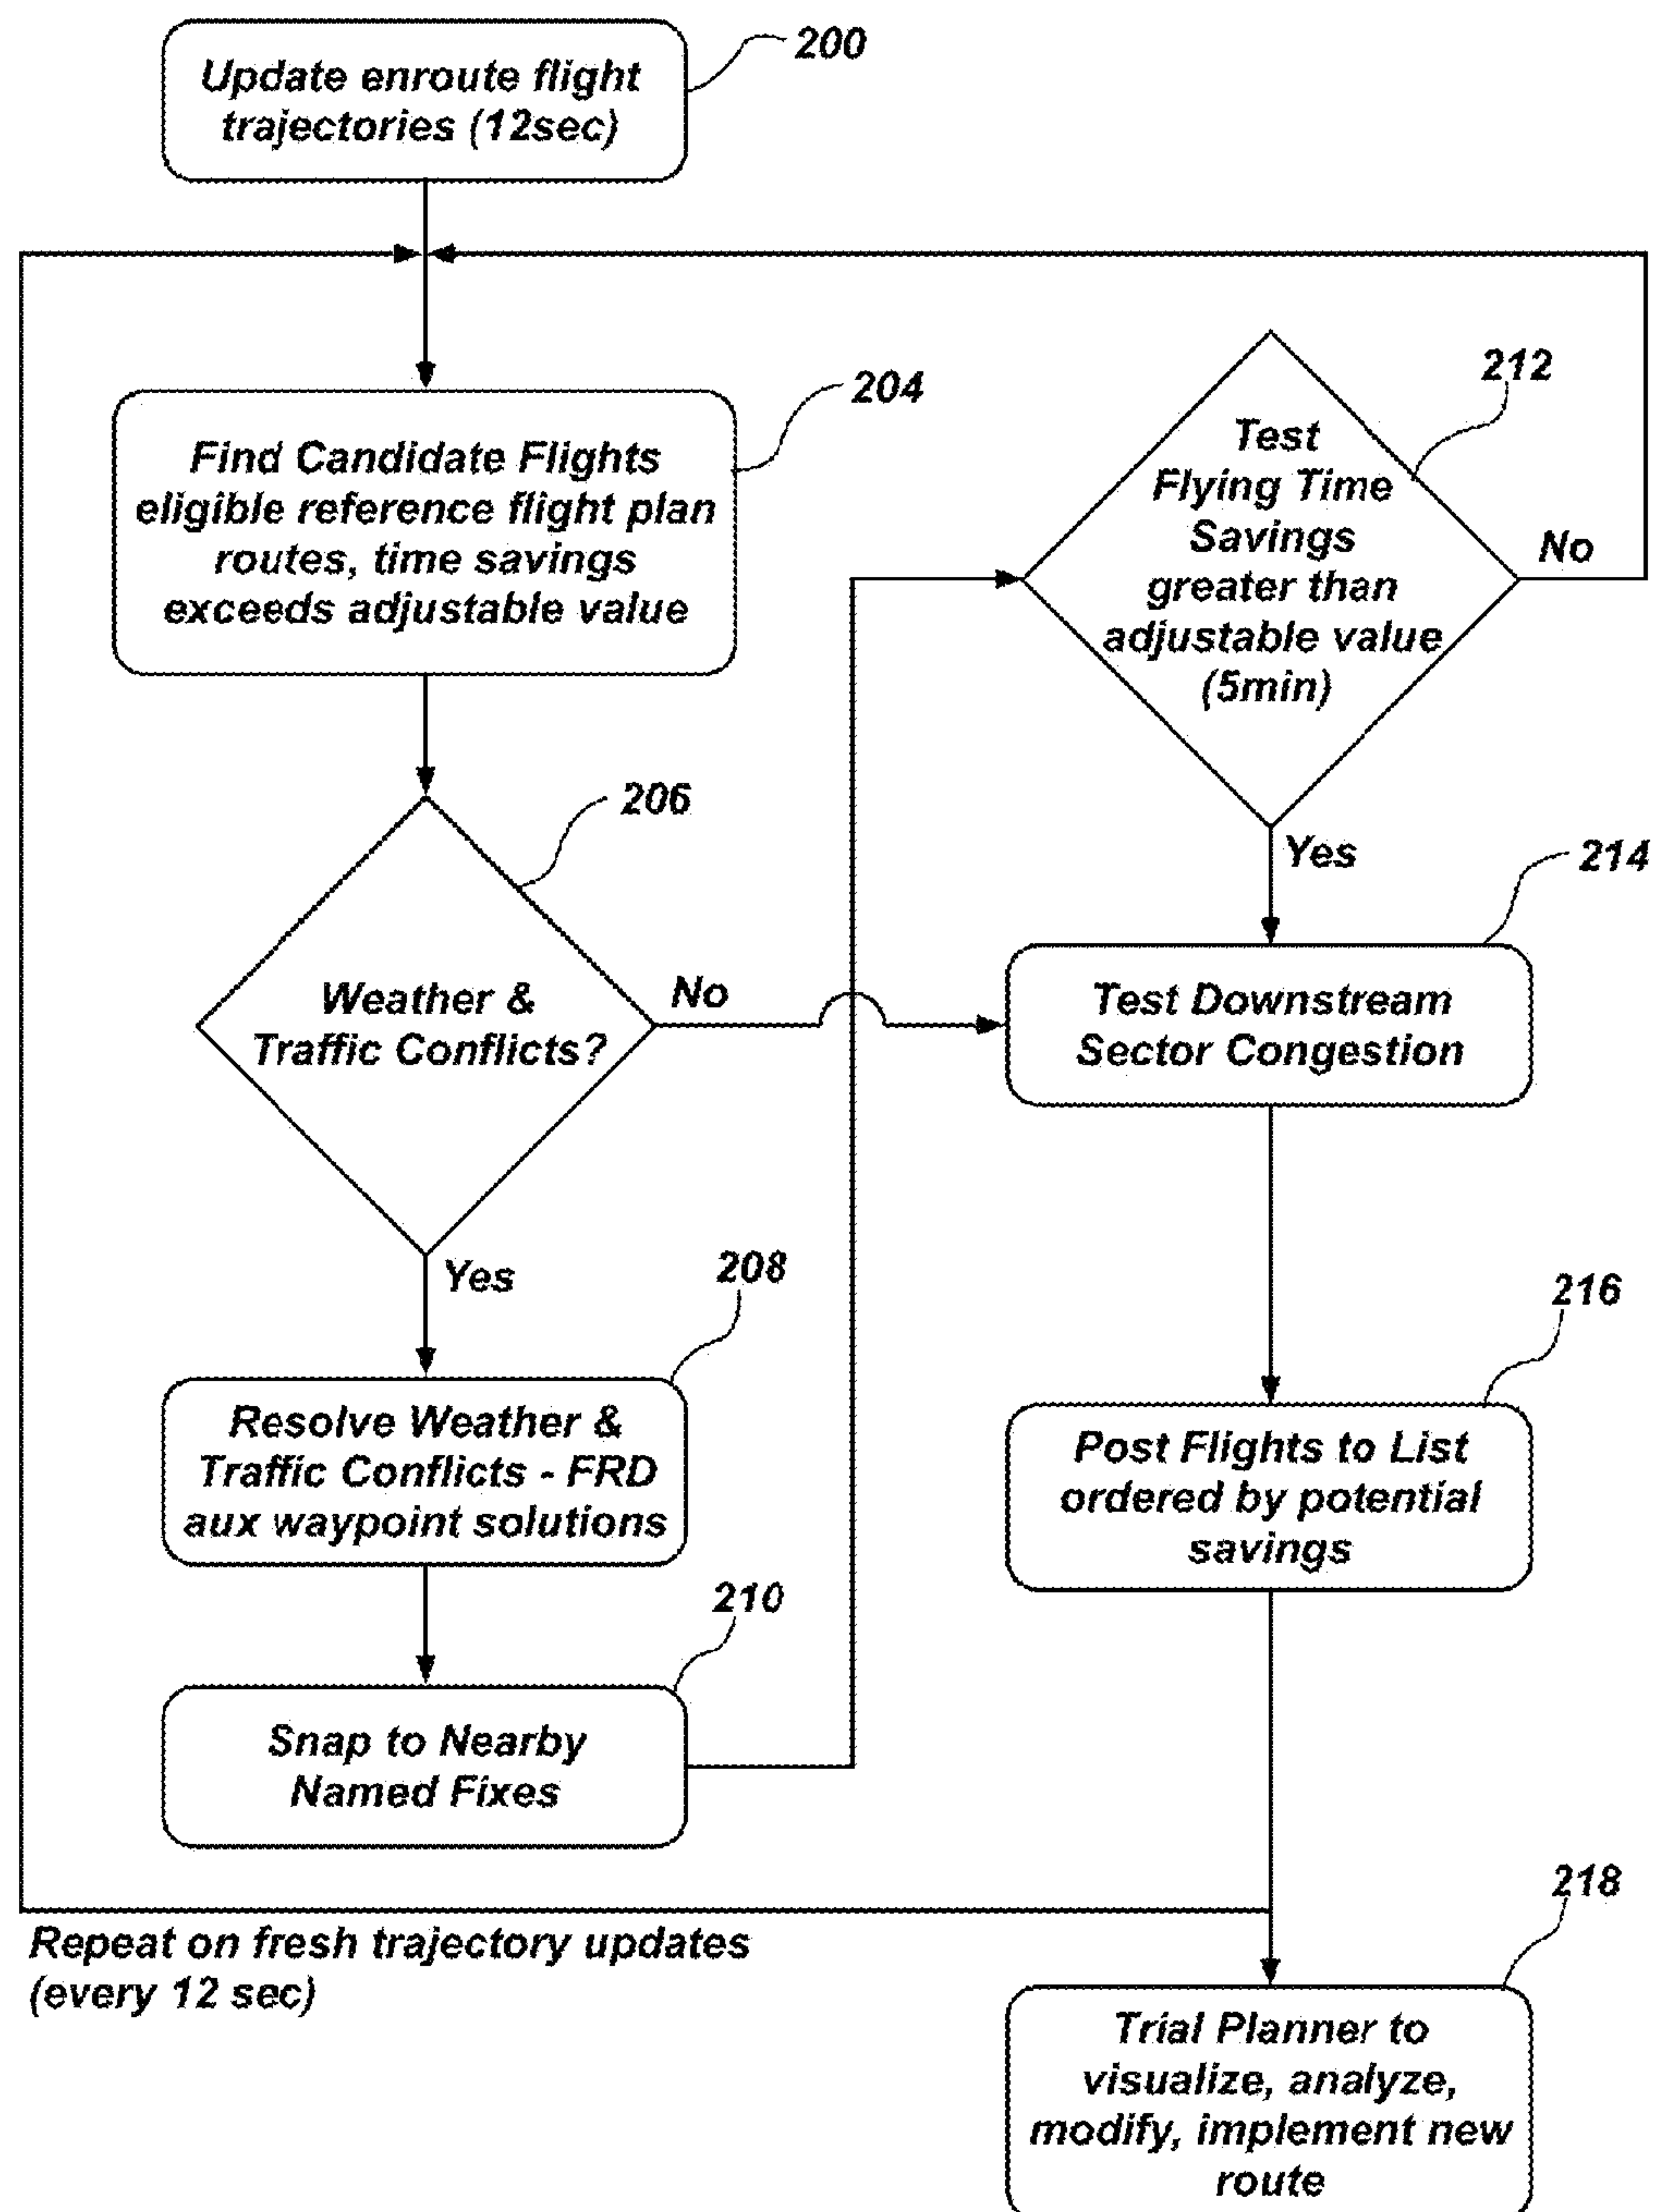 200
Update enroute flight
trajectories (12sec)
204
Find Candidate Flights
eligible reference flight plan
routes, time savings
exceeds adjustable value
206
Weather &
Traffic Conflicts?
No
Yes
208
Resolve Weather &
Traffic Conflicts - FRD
aux waypoint solutions
210
Snap to Nearby
Named Fixes
212
Test
Flying Time
Savings
greater than
adjustable value
(5min)
No
Yes
214
Test Downstream
Sector Congestion
216
Post Flights to List
ordered by potential
savings
Repeat on fresh trajectory updates
(every 12 sec)
218
Trial Planner to
visualize, analyze,
modify, implement new
route